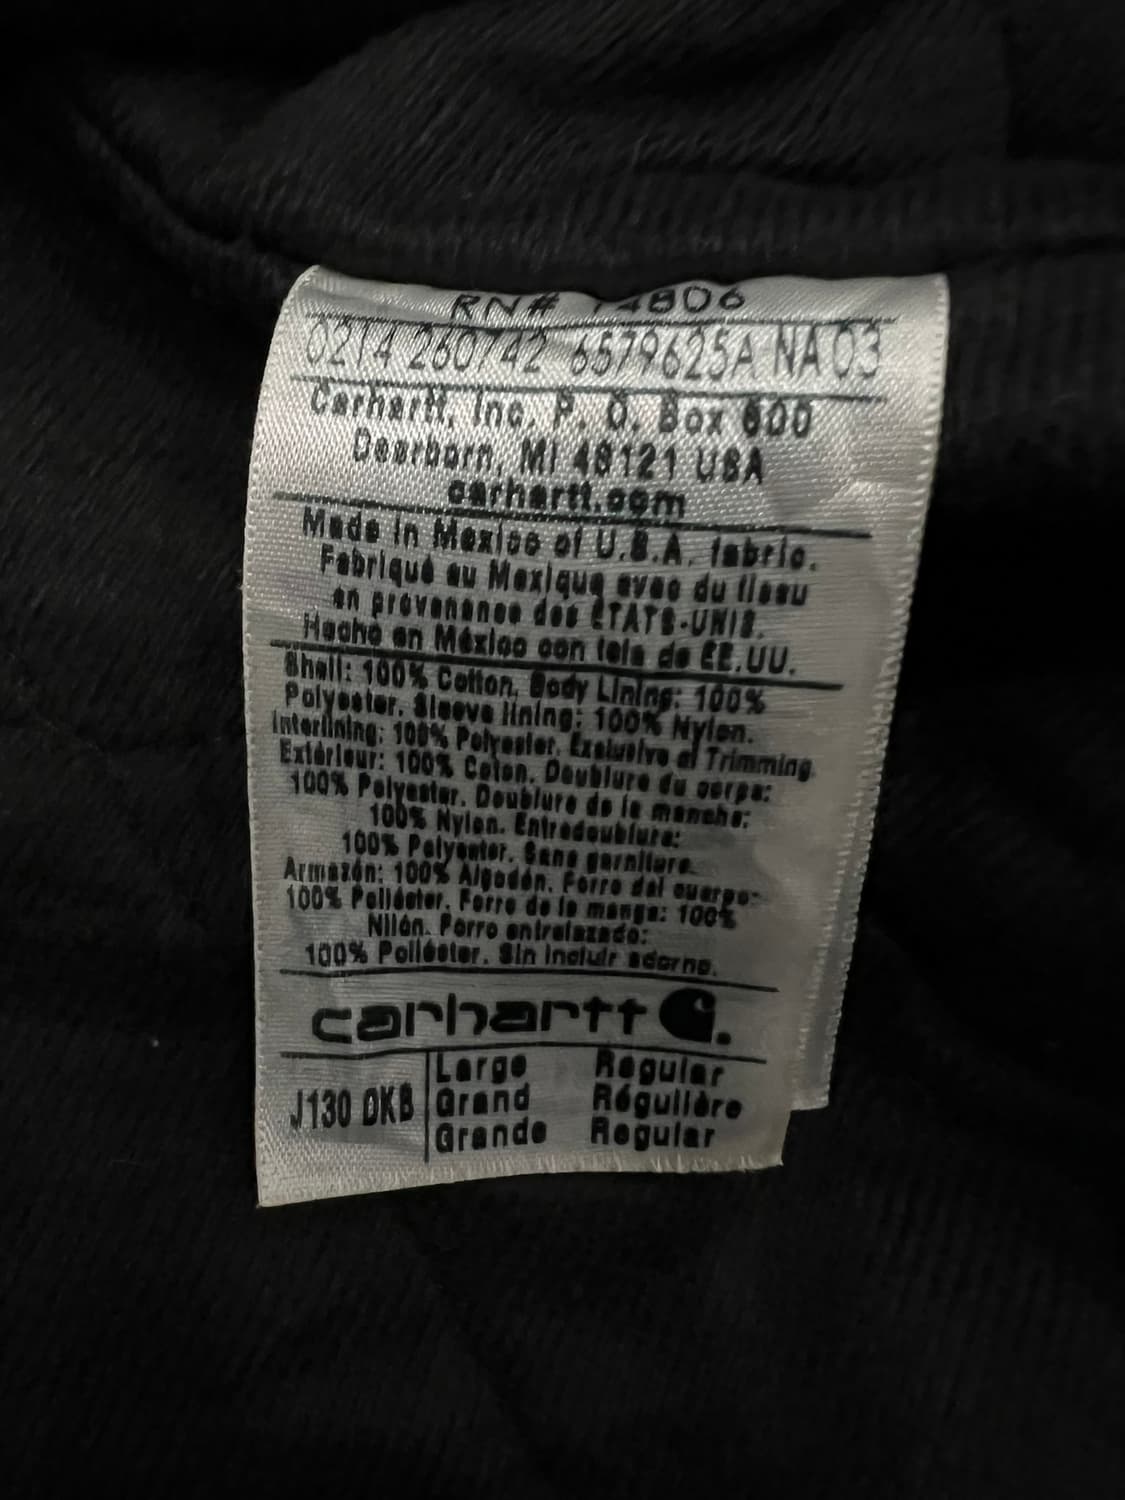 RN# 14806
0214 260742 6579625A NA 03
Carhartt, Inc. P. O. Box 600
Dearborn, MI 48121 USA
carhartt.com
Made in Mexico of U.S.A. fabric.
Fabriqué au Mexique avec du tissu
en provenance des ÉTATS-UNIS.
Hecho en México con tela de EE.UU.
Shell: 100% Cotton. Body Lining: 100%
Polyester. Sleeve lining: 100% Nylon.
Interlining: 100% Polyester. Exclusive of Trimming
Extérieur: 100% Coton. Doublure du corps:
100% Polyester. Doublure de la manche:
100% Nylon. Entredoublure:
100% Polyester. Sans garniture.
Armazón: 100% Algodón. Forro del cuerpo:
100% Poliéster. Forro de la manga: 100%
Nilón. Forro entrelazado:
100% Poliéster. Sin incluir adorno.
carhartt
J130 DKB
Large Regular
Grand Régulière
Grande Regular